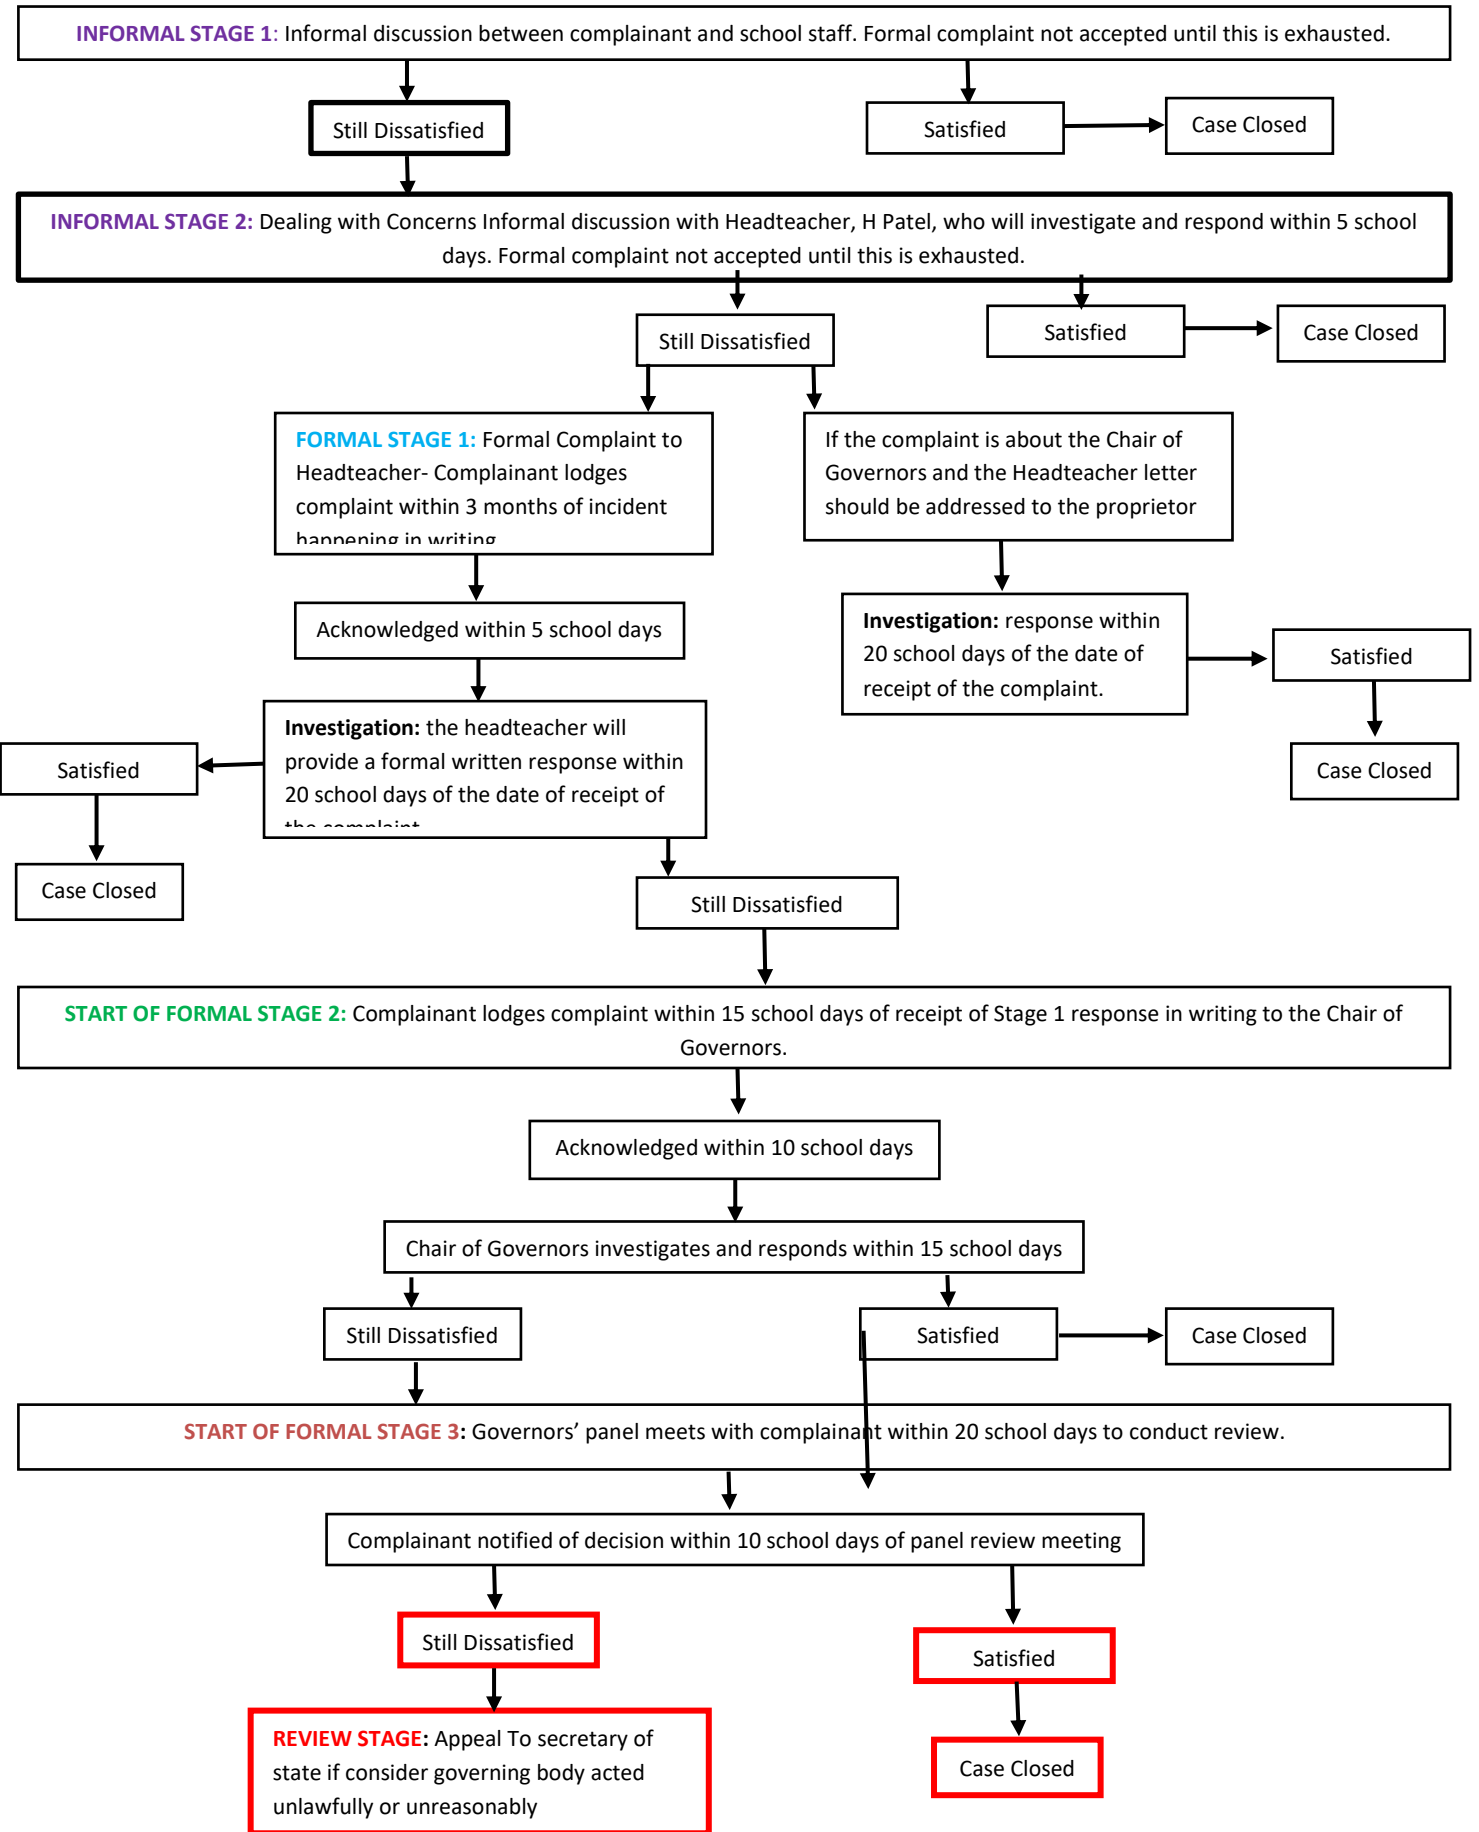 INFORMAL STAGE 1: Informal discussion between complainant and school staff. Formal complaint not accepted until this is exhausted.
Still Dissatisfied
Satisfied
Case Closed
INFORMAL STAGE 2: Dealing with Concerns Informal discussion with Headteacher, H Patel, who will investigate and respond within 5 school
days. Formal complaint not accepted until this is exhausted.
Still Dissatisfied
Satisfied
Case Closed
FORMAL STAGE 1: Formal Complaint to
Headteacher- Complainant lodges
complaint within 3 months of incident
happening in writing
If the complaint is about the Chair of
Governors and the Headteacher letter
should be addressed to the proprietor
Acknowledged within 5 school days
Investigation: response within
20 school days of the date of
receipt of the complaint.
Satisfied
Case Closed
Investigation: the headteacher will
provide a formal written response within
20 school days of the date of receipt of
the complaint
Satisfied
Case Closed
Still Dissatisfied
START OF FORMAL STAGE 2: Complainant lodges complaint within 15 school days of receipt of Stage 1 response in writing to the Chair of
Governors.
Acknowledged within 10 school days
Chair of Governors investigates and responds within 15 school days
Still Dissatisfied
Satisfied
Case Closed
START OF FORMAL STAGE 3: Governors’ panel meets with complainant within 20 school days to conduct review.
Complainant notified of decision within 10 school days of panel review meeting
Still Dissatisfied
Satisfied
REVIEW STAGE: Appeal To secretary of
state if consider governing body acted
unlawfully or unreasonably
Case Closed